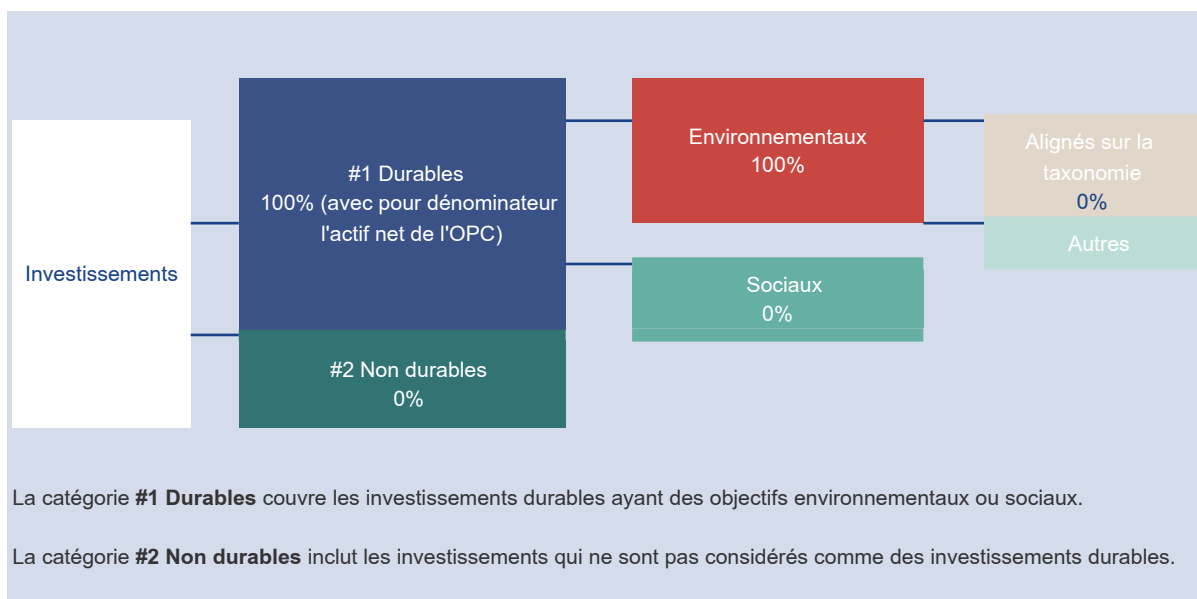 Investissements
#1 Durables
100% (avec pour dénominateur
l'actif net de l'OPC)
#2 Non durables
0%
Environnementaux
100%
Sociaux
0%
Alignés sur la
taxonomie
0%
Autres
La catégorie #1 Durables couvre les investissements durables ayant des objectifs environnementaux ou sociaux.
La catégorie #2 Non durables inclut les investissements qui ne sont pas considérés comme des investissements durables.